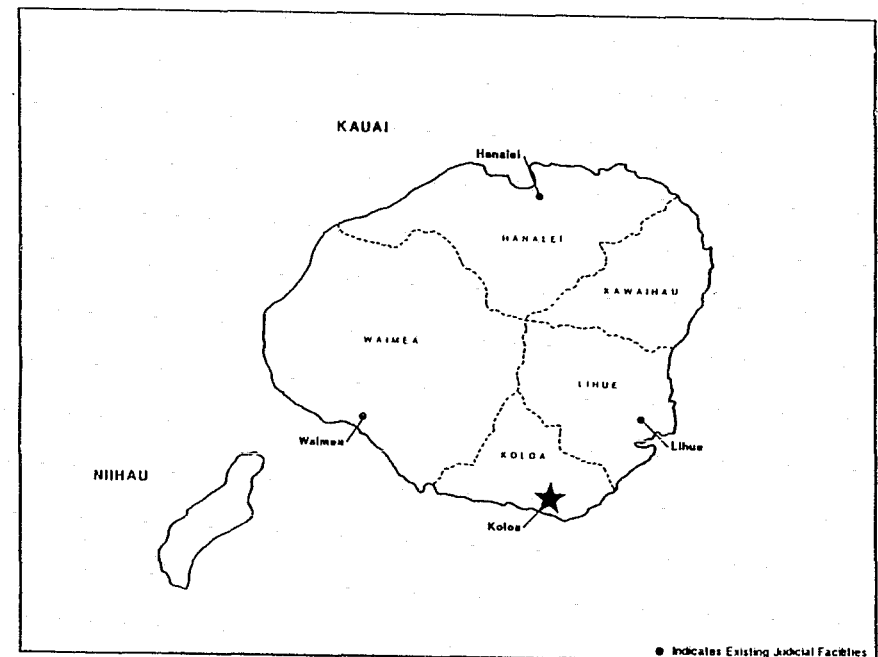 KAUAI
Hanalei
HANALEI
KAWAIHAU
WAIMEA
LIHUE
Waimea
Lihue
KOLOA
NIIHAU
Koloa
● Indicates Existing Judicial Facilities